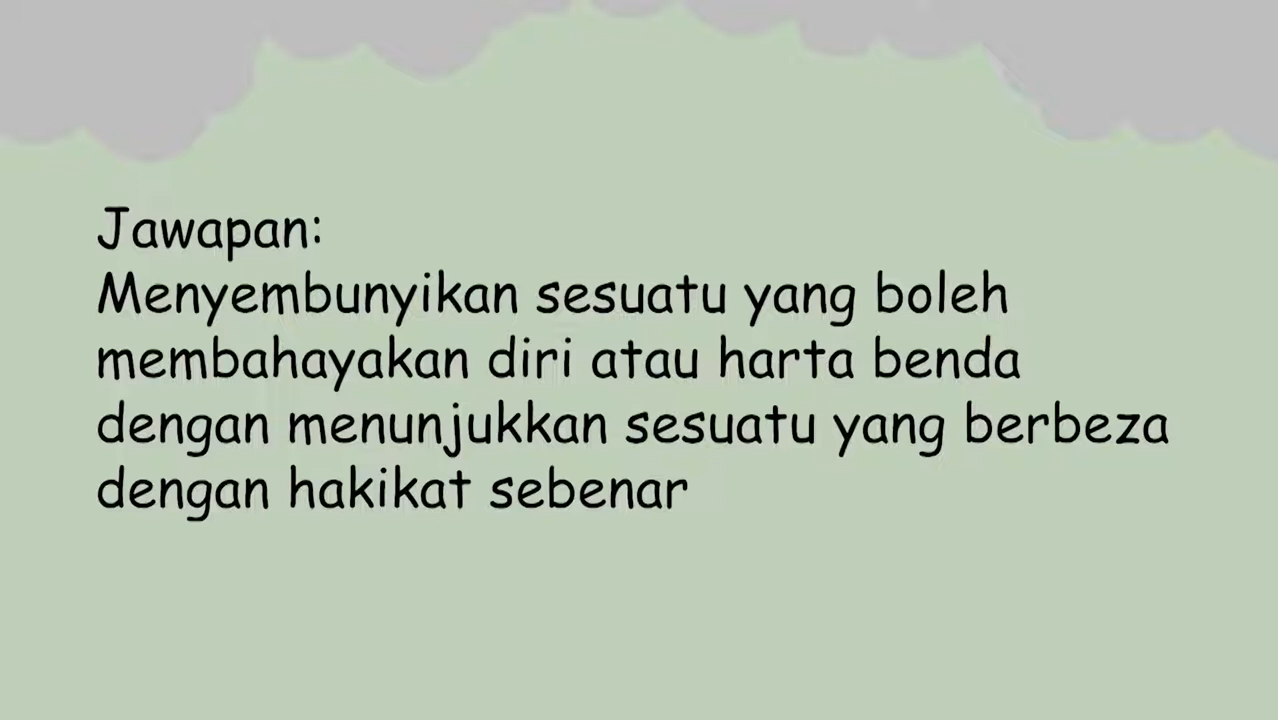 Jawapan:
Menyembunyikan sesuatu yang boleh
membahayakan diri atau harta benda
dengan menunjukkan sesuatu yang berbeza
dengan hakikat sebenar